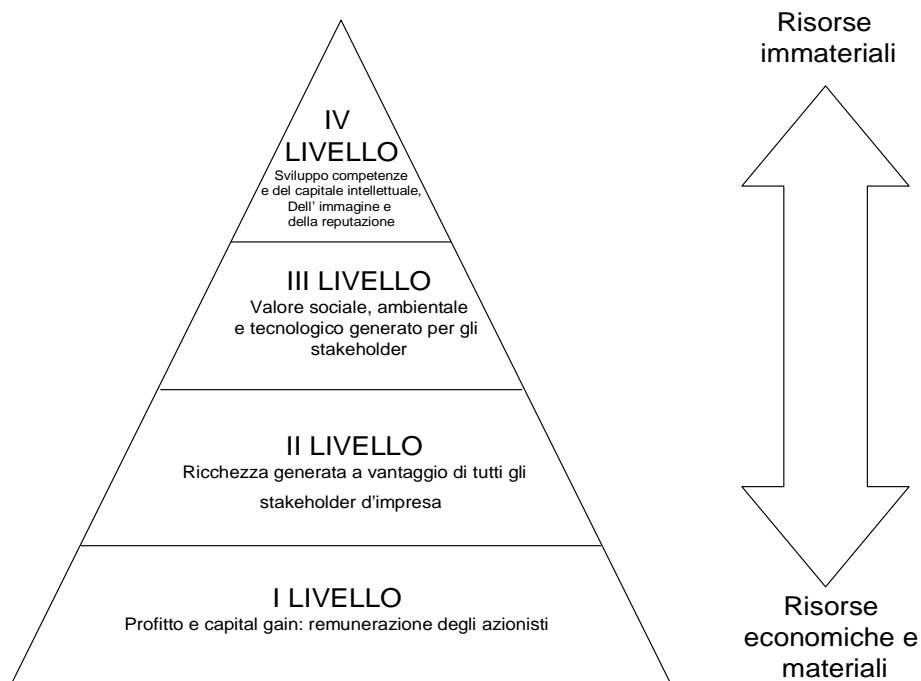 IV
LIVELLO
Sviluppo competenze
e del capitale intellettuale,
Dell' immagine e
della reputazione
III LIVELLO
Valore sociale, ambientale
e tecnologico generato per gli
stakeholder
II LIVELLO
Ricchezza generata a vantaggio di tutti gli
stakeholder d'impresa
I LIVELLO
Profitto e capital gain: remunerazione degli azionisti
Risorse
immateriali
Risorse
economiche e
materiali